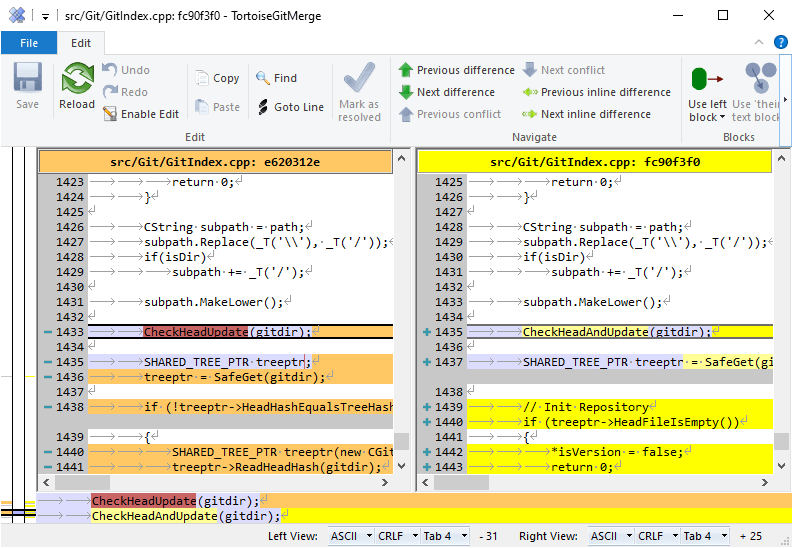 src/Git/GitIndex.cpp: fc90f3f0 - TortoiseGitMerge
File Edit
Save
Reload
Undo
Redo
Enable Edit
Copy
Paste
Find
Goto Line
Mark as
resolved
Edit
Previous difference
Next difference
Previous conflict
Next conflict
Previous inline difference
Next inline difference
Navigate
Use left
block
Use 'their
text block
Blocks
src/Git/GitIndex.cpp: e620312e
1423 return 0;
1424 }
1425
1426 CString subpath = path;
1427 subpath.Replace(_T('\\'), _T('/'));
1428 if(isDir)
1429 subpath += _T('/');
1430
1431 subpath.MakeLower();
1432
1433 CheckHeadUpdate(gitdir);
1434
1435 SHARED_TREE_PTR treeptr;
1436 treeptr = SafeGet(gitdir);
1437
1438 if (!treeptr->HeadHashEqualsTreeHash
1439 {
1440 SHARED_TREE_PTR treeptr(new CGit
1441 treeptr->ReadHeadHash(gitdir);
src/Git/GitIndex.cpp: fc90f3f0
1425 return 0;
1426 }
1427
1428 CString subpath = path;
1429 subpath.Replace(_T('\\'), _T('/'));
1430 if(isDir)
1431 subpath += _T('/');
1432
1433 subpath.MakeLower();
1434
1435 CheckHeadAndUpdate(gitdir);
1436
1437 SHARED_TREE_PTR treeptr = SafeGet(gi
1438
1439 // Init Repository
1440 if (treeptr->HeadFileIsEmpty())
1441 {
1442 *isVersion = false;
1443 return 0;
CheckHeadUpdate(gitdir);
CheckHeadAndUpdate(gitdir);
Left View: ASCII CRLF Tab 4 - 31 Right View: ASCII CRLF Tab 4 + 25